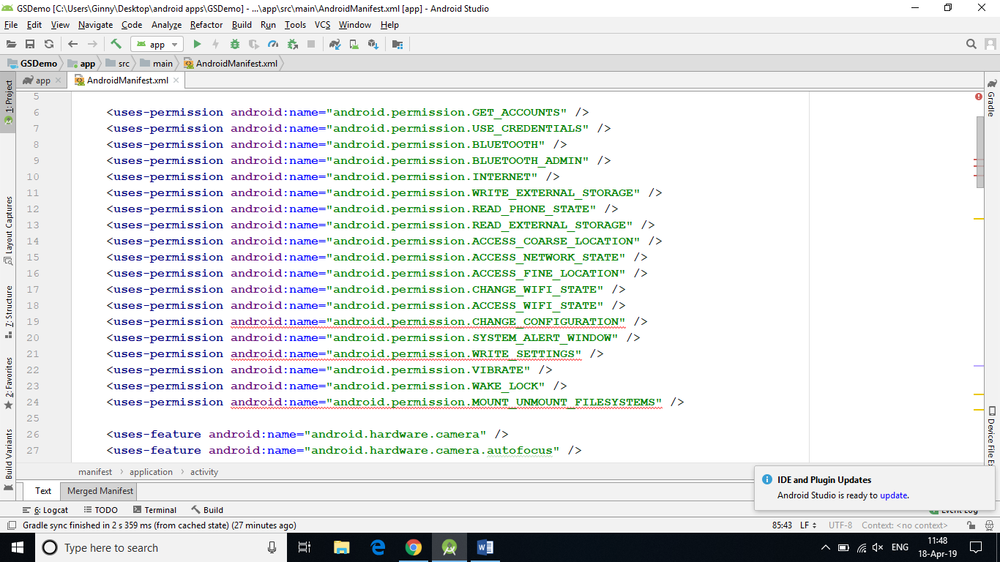 GSDemo [C:\Users\Ginny\Desktop\android apps\GSDemo] - ...\app\src\main\AndroidManifest.xml [app] - Android Studio
File Edit View Navigate Code Analyze Refactor Build Run Tools VCS Window Help
app
GSDemo app src main AndroidManifest.xml
app AndroidManifest.xml
1: Project
Layout Captures
7: Structure
2: Favorites
Build Variants
5
6 <uses-permission android:name="android.permission.GET_ACCOUNTS" />
7 <uses-permission android:name="android.permission.USE_CREDENTIALS" />
8 <uses-permission android:name="android.permission.BLUETOOTH" />
9 <uses-permission android:name="android.permission.BLUETOOTH_ADMIN" />
10 <uses-permission android:name="android.permission.INTERNET" />
11 <uses-permission android:name="android.permission.WRITE_EXTERNAL_STORAGE" />
12 <uses-permission android:name="android.permission.READ_PHONE_STATE" />
13 <uses-permission android:name="android.permission.READ_EXTERNAL_STORAGE" />
14 <uses-permission android:name="android.permission.ACCESS_COARSE_LOCATION" />
15 <uses-permission android:name="android.permission.ACCESS_NETWORK_STATE" />
16 <uses-permission android:name="android.permission.ACCESS_FINE_LOCATION" />
17 <uses-permission android:name="android.permission.CHANGE_WIFI_STATE" />
18 <uses-permission android:name="android.permission.ACCESS_WIFI_STATE" />
19 <uses-permission android:name="android.permission.CHANGE_CONFIGURATION" />
20 <uses-permission android:name="android.permission.SYSTEM_ALERT_WINDOW" />
21 <uses-permission android:name="android.permission.WRITE_SETTINGS" />
22 <uses-permission android:name="android.permission.VIBRATE" />
23 <uses-permission android:name="android.permission.WAKE_LOCK" />
24 <uses-permission android:name="android.permission.MOUNT_UNMOUNT_FILESYSTEMS" />
25
26 <uses-feature android:name="android.hardware.camera" />
27 <uses-feature android:name="android.hardware.camera.autofocus" />
Gradle
Device File Ex
manifest application activity
Text Merged Manifest
IDE and Plugin Updates
Android Studio is ready to update.
6: Logcat TODO Terminal Build Event Log
Gradle sync finished in 2 s 359 ms (from cached state) (27 minutes ago) 85:43 LF UTF-8 Context: <no context>
Type here to search
ENG
11:48
18-Apr-19